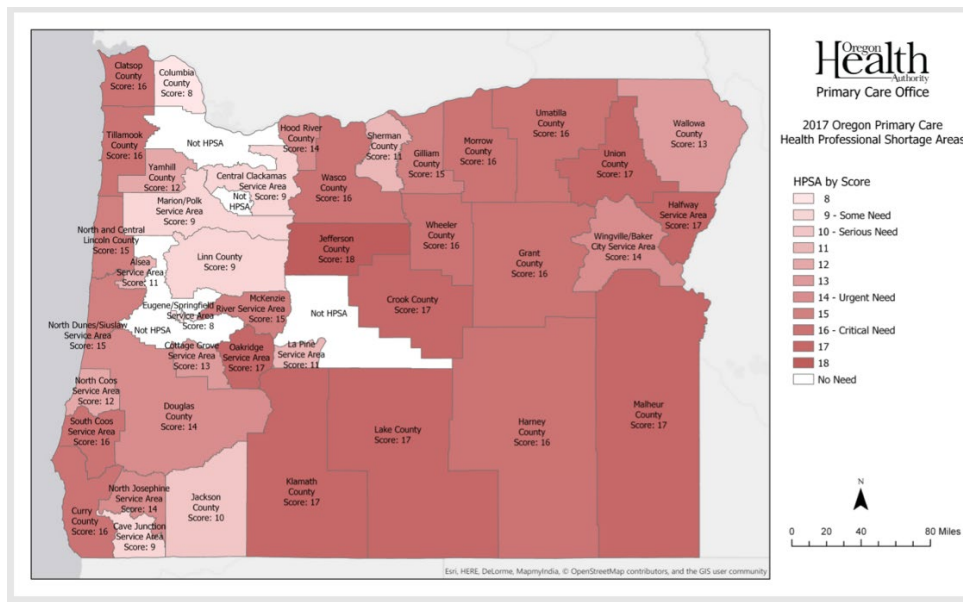 Clatsop
County
Score: 16
Columbia
County
Score: 8
Tillamook
County
Score: 16
Not HPSA
Hood River
County
Score: 14
Sherman
County
Score: 11
Gilliam
County
Score: 15
Morrow
County
Score: 16
Umatilla
County
Score: 16
Union
County
Score: 17
Wallowa
County
Score: 13
Yamhill
County
Score: 12
Central Clackamas
Service Area
Score: 9
Not
HPSA
Marion/Polk
Service Area
Score: 9
Wasco
County
Score: 16
Halfway
Service Area
Score: 17
North and Central
Lincoln County
Score: 15
Jefferson
County
Score: 18
Wheeler
County
Score: 16
Grant
County
Score: 16
Wingville/Baker
City Service Area
Score: 14
Alsea
Service Area
Score: 11
Linn County
Score: 9
Eugene/Springfield
Service Area
Score: 8
McKenzie
River Service Area
Score: 15
Crook County
Score: 17
Not HPSA
North Dunes/Siuslaw
Service Area
Score: 15
Not HPSA
Cottage Grove
Service Area
Score: 13
Oakridge
Service Area
Score: 17
La Pine
Service Area
Score: 11
North Coos
Service Area
Score: 12
Douglas
County
Score: 14
South Coos
Service Area
Score: 16
Lake County
Score: 17
Harney
County
Score: 16
Malheur
County
Score: 17
Klamath
County
Score: 17
North Josephine
Service Area
Score: 14
Jackson
County
Score: 10
Curry
County
Score: 16
Cave Junction
Service Area
Score: 9
Esri, HERE, DeLorme, MapmyIndia, © OpenStreetMap contributors, and the GIS user community
Oregon
Health
Authority
Primary Care Office
2017 Oregon Primary Care
Health Professional Shortage Areas
HPSA by Score
8
9 - Some Need
10 - Serious Need
11
12
13
14 - Urgent Need
15
16 - Critical Need
17
18
No Need
N
0 20 40 80 Miles